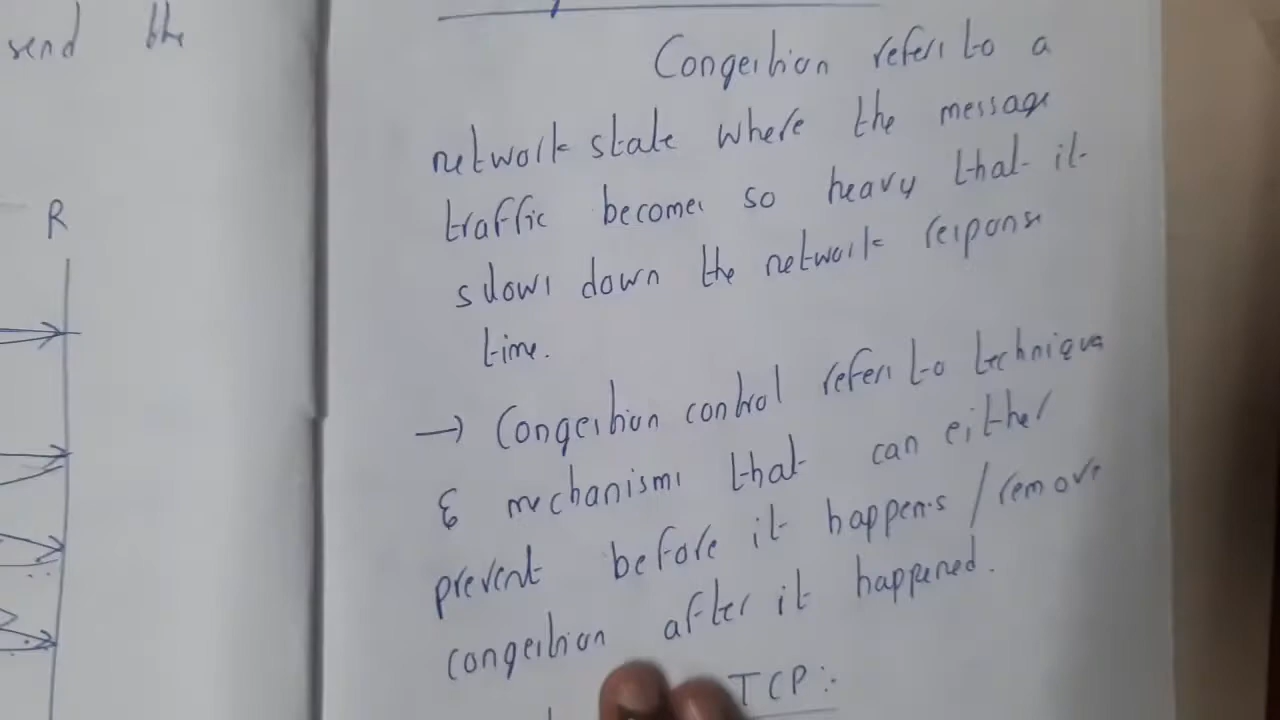 send the
R
Congestion refers to a
network state where the message
traffic becomes so heavy that it
slows down the network response
time.
→ Congestion control refers to technique
& mechanisms that can either
prevent before it happens / remove
congestion after it happened.
TCP:-